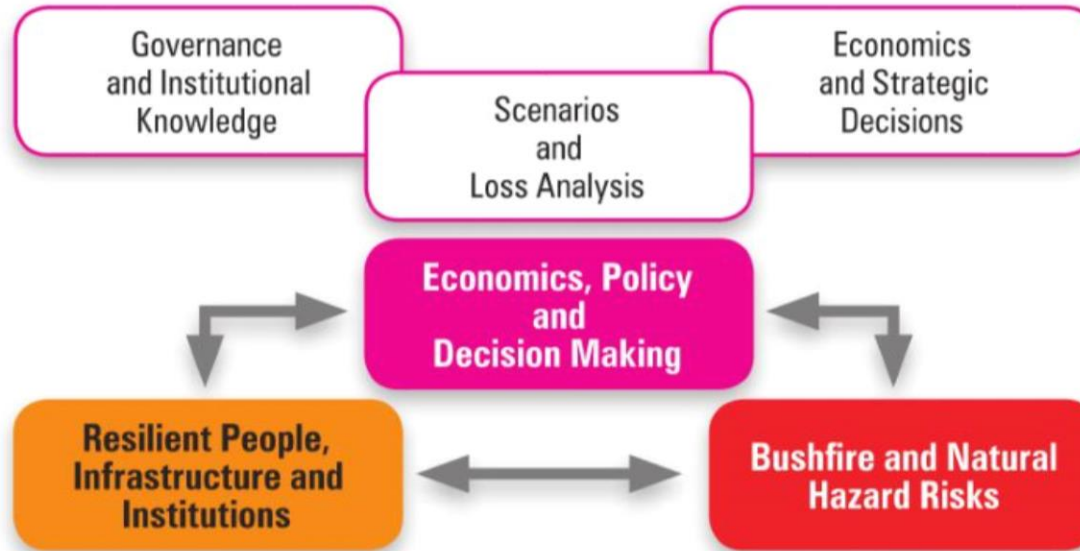 Governance
and Institutional
Knowledge
Scenarios
and
Loss Analysis
Economics
and Strategic
Decisions
Economics, Policy
and
Decision Making
Resilient People,
Infrastructure and
Institutions
Bushfire and Natural
Hazard Risks